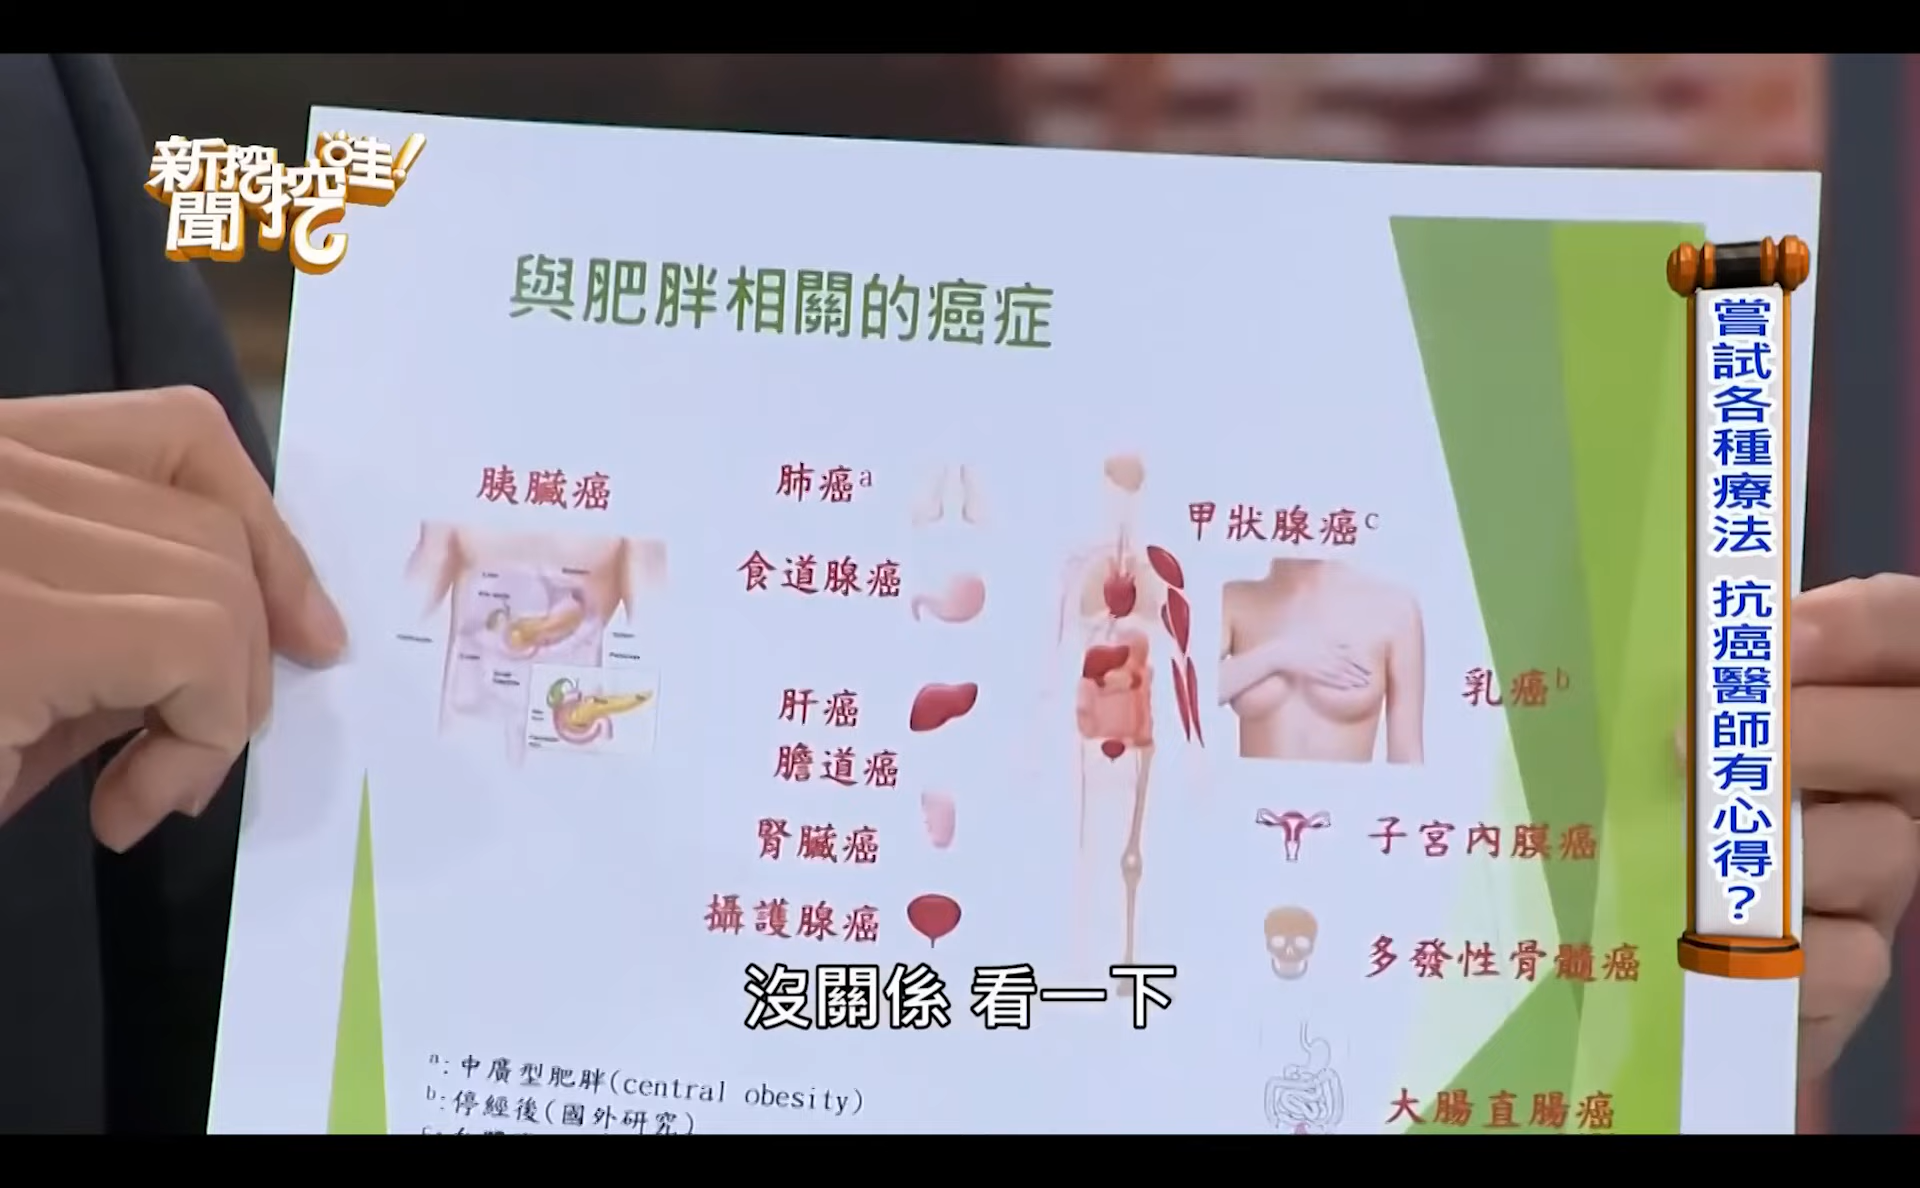 新聞挖挖哇!
與肥胖相關的癌症
胰臟癌
肺癌a
食道腺癌
肝癌
膽道癌
腎臟癌
攝護腺癌
甲狀腺癌c
乳癌b
子宮內膜癌
多發性骨髓癌
大腸直腸癌
a:中廣型肥胖(central obesity)
b:停經後(國外研究)
沒關係 看一下
嘗試各種療法 抗癌醫師有心得?